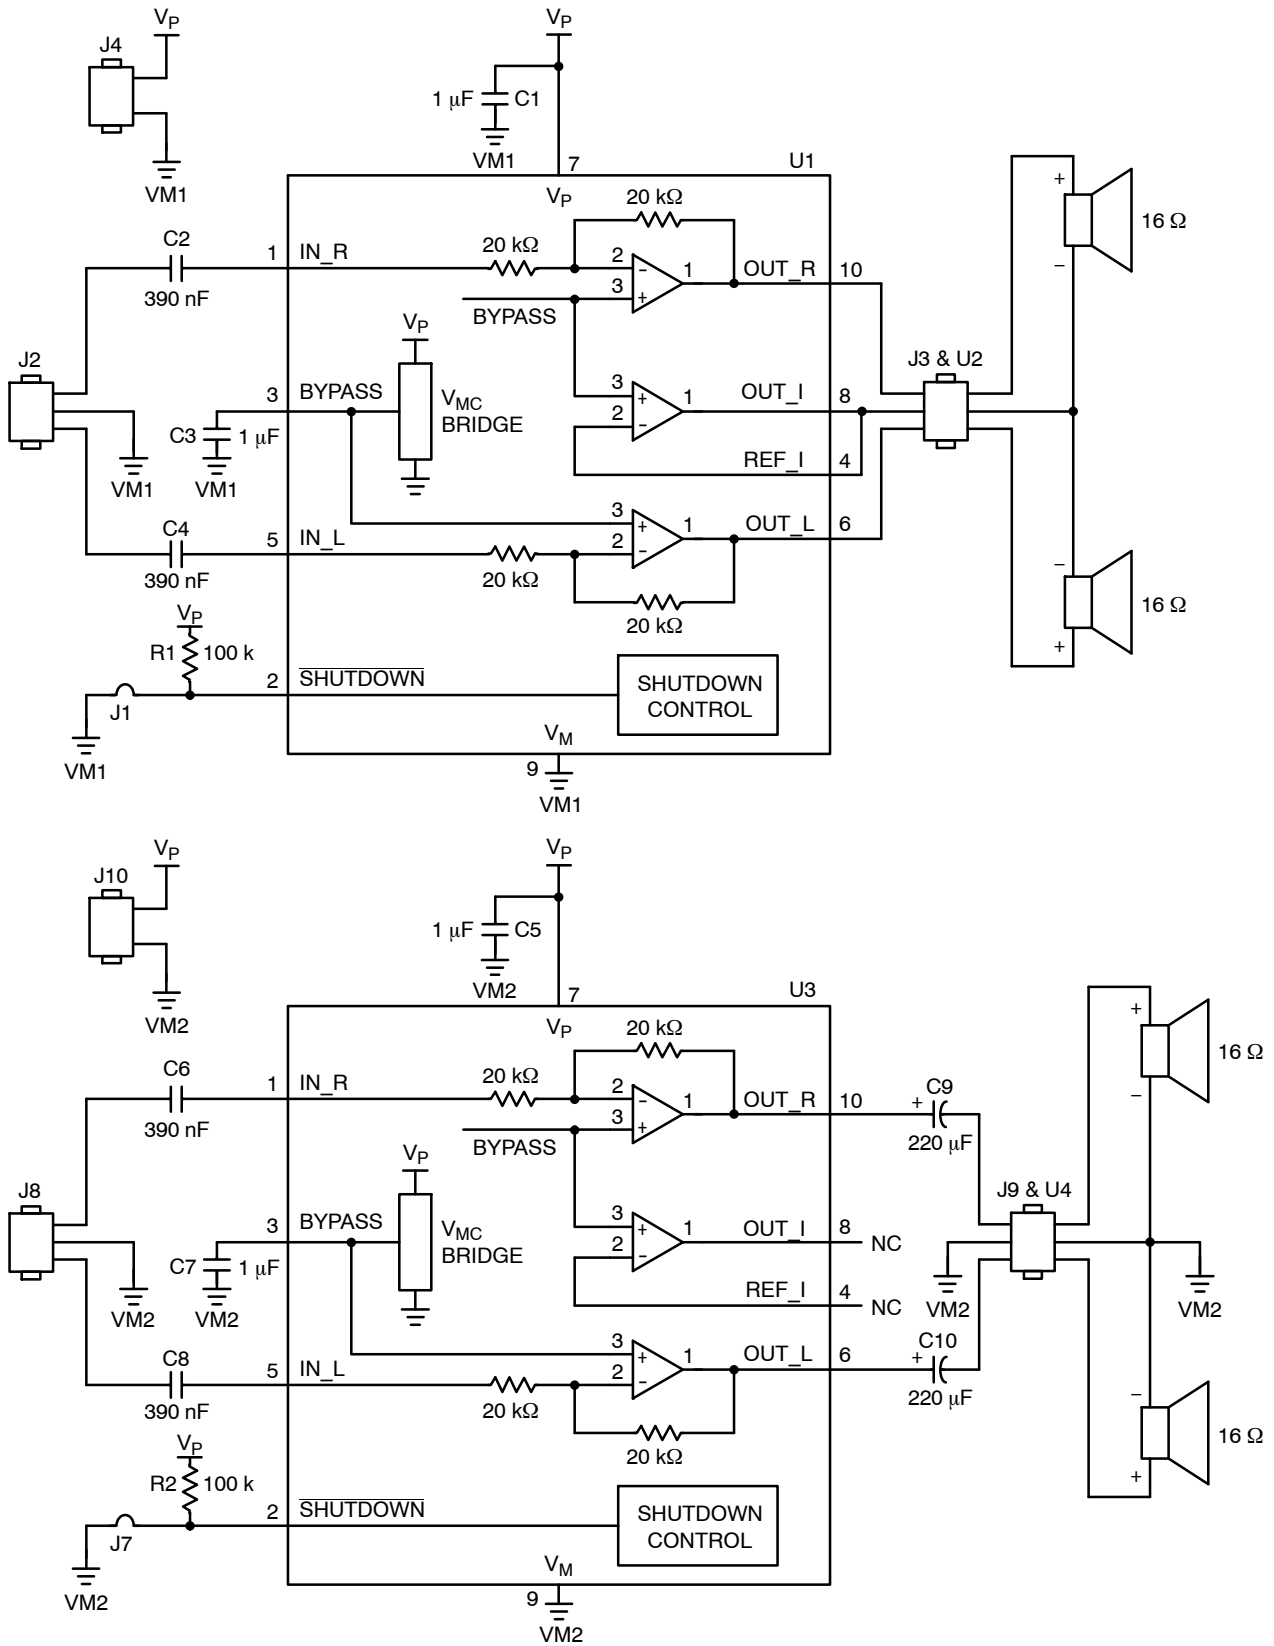 VP
J4
VM1
VP
1 μF C1
VM1
7
U1
VP
20 kΩ
C2
390 nF
1 IN_R
20 kΩ
2
–
3
+
1
OUT_R 10
BYPASS
VP
J2
VM1
3 BYPASS
C3 1 μF
VM1
VMC
BRIDGE
3
+
2
–
1
OUT_I 8
REF_I 4
J3 & U2
+
–
16 Ω
–
+
16 Ω
C4
390 nF
5 IN_L
20 kΩ
3
+
2
–
1
OUT_L 6
20 kΩ
VP
R1 100 k
2 SHUTDOWN
J1
VM1
SHUTDOWN
CONTROL
VM
9
VM1
VP
J10
VM2
VP
1 μF C5
VM2
7
U3
VP
20 kΩ
C6
390 nF
1 IN_R
20 kΩ
2
–
3
+
1
OUT_R 10
BYPASS
VP
+ C9
220 μF
J8
VM2
3 BYPASS
C7 1 μF
VM2
VMC
BRIDGE
3
+
2
–
1
OUT_I 8
NC
REF_I 4
NC
J9 & U4
VM2
VM2
+
–
16 Ω
–
+
16 Ω
C8
390 nF
5 IN_L
20 kΩ
3
+
2
–
1
OUT_L 6
+ C10
220 μF
20 kΩ
VP
R2 100 k
2 SHUTDOWN
J7
VM2
SHUTDOWN
CONTROL
VM
9
VM2